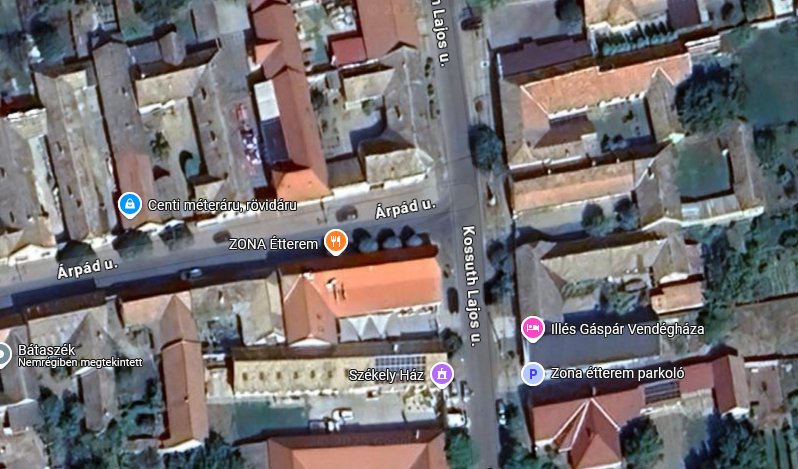 h Lajos u.
Centi méteráru, rövidáru
Árpád u.
ZONA Étterem
Árpád u.
Kossuth Lajos u.
Illés Gáspár Vendégháza
Bátaszék
Nemrégiben megtekintett
Székely Ház
P
Zona étterem parkoló